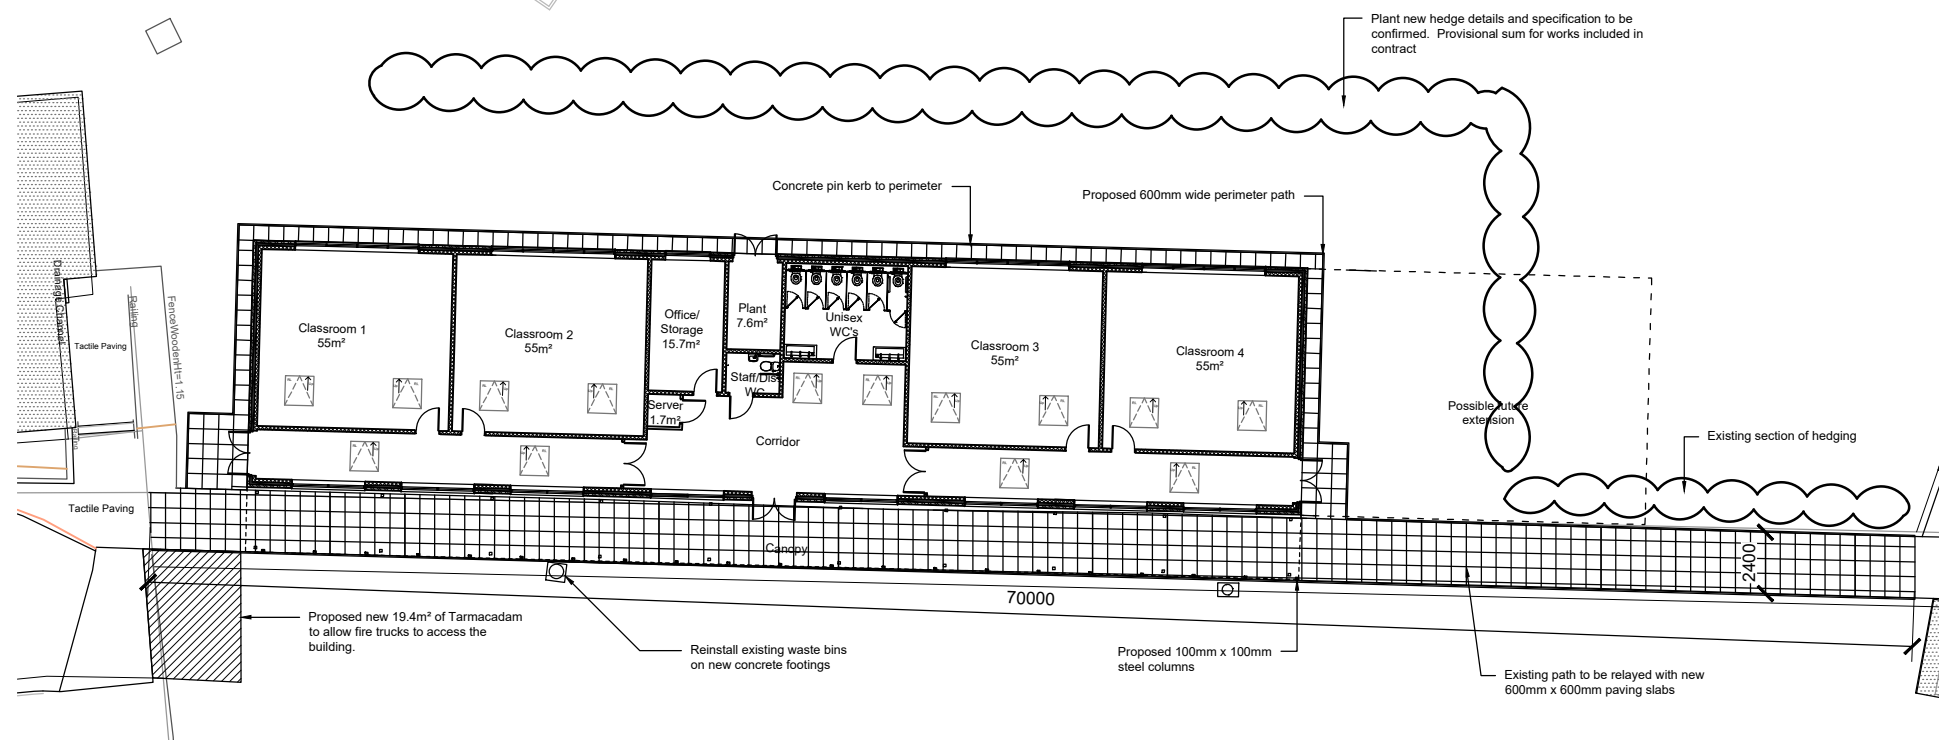 Plant new hedge details and specification to be
confirmed. Provisional sum for works included in
contract
Concrete pin kerb to perimeter
Proposed 600mm wide perimeter path
Drainage Channel
Railing
FenceWoodenHt=1.15
Tactile Paving
Classroom 1
55m²
Classroom 2
55m²
Office/
Storage
15.7m²
Plant
7.6m²
Unisex
WC's
Staff/Dis
WC
Server
1.7m²
Classroom 3
55m²
Classroom 4
55m²
Corridor
Possible future
extension
Existing section of hedging
Tactile Paving
Canopy
2400
70000
Proposed new 19.4m² of Tarmacadam
to allow fire trucks to access the
building.
Reinstall existing waste bins
on new concrete footings
Proposed 100mm x 100mm
steel columns
Existing path to be relayed with new
600mm x 600mm paving slabs